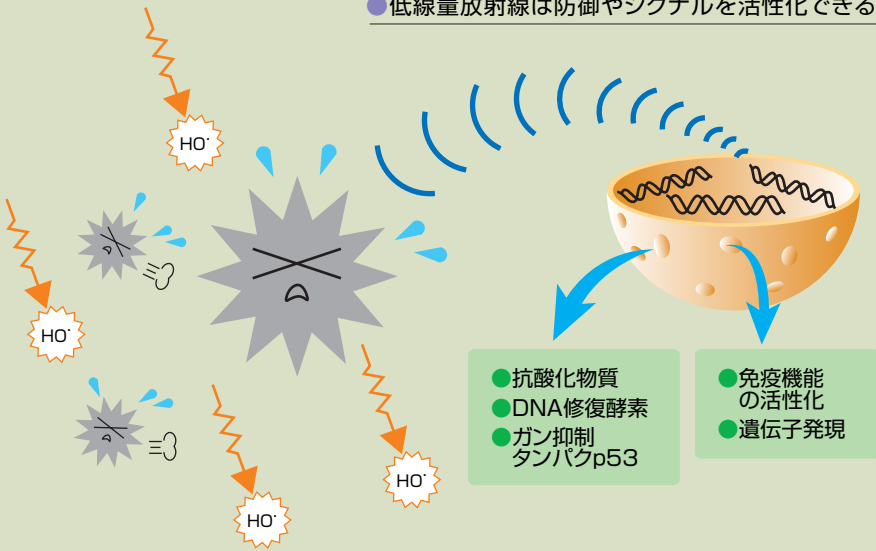 ●低線量放射線は防御やシグナルを活性化できる
HO·
HO·
HO·
HO·
●抗酸化物質
●DNA修復酵素
●ガン抑制
タンパクp53
●免疫機能
の活性化
●遺伝子発現